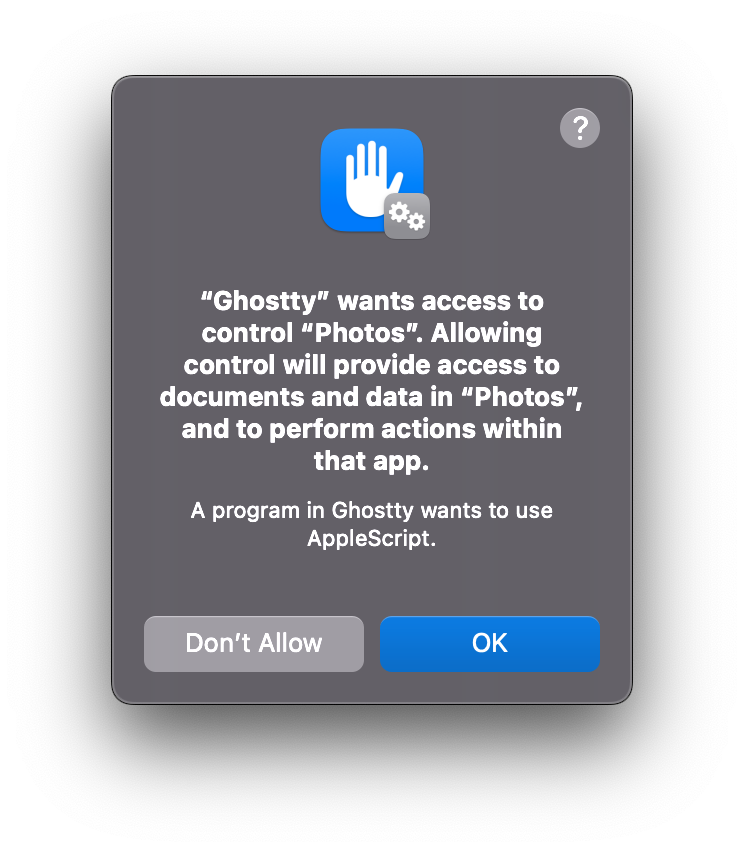 ?
“Ghostty” wants access to
control “Photos”. Allowing
control will provide access to
documents and data in “Photos”,
and to perform actions within
that app.
A program in Ghostty wants to use
AppleScript.
Don’t Allow
OK